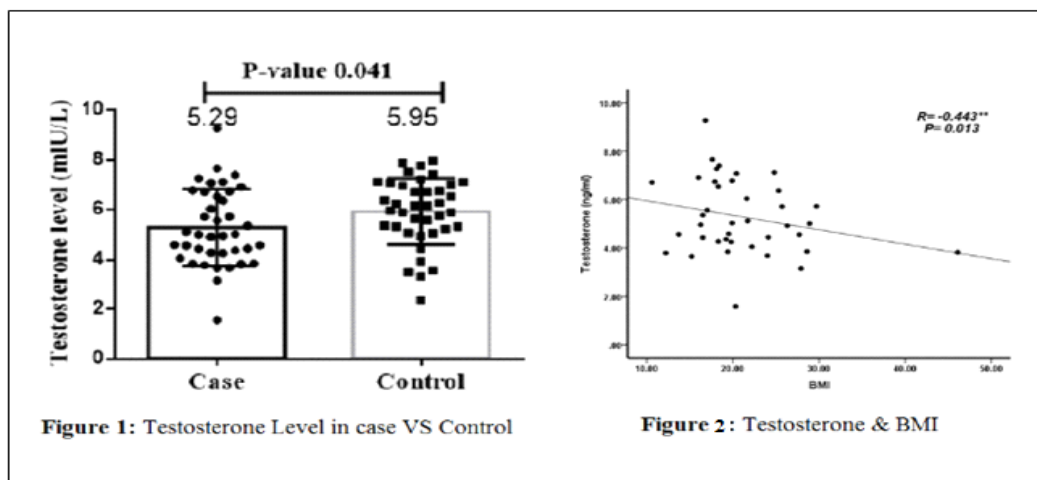 P-value 0.041
5.29 5.95
Testosterone level (mIU/L)
10
8
6
4
2
0
Case Control
Figure 1: Testosterone Level in case VS Control
R= -0.443**
P= 0.013
Testosterone (ng/ml)
10.00
8.00
6.00
4.00
2.00
.00
10.00 20.00 30.00 40.00 50.00
BMI
Figure 2 : Testosterone & BMI